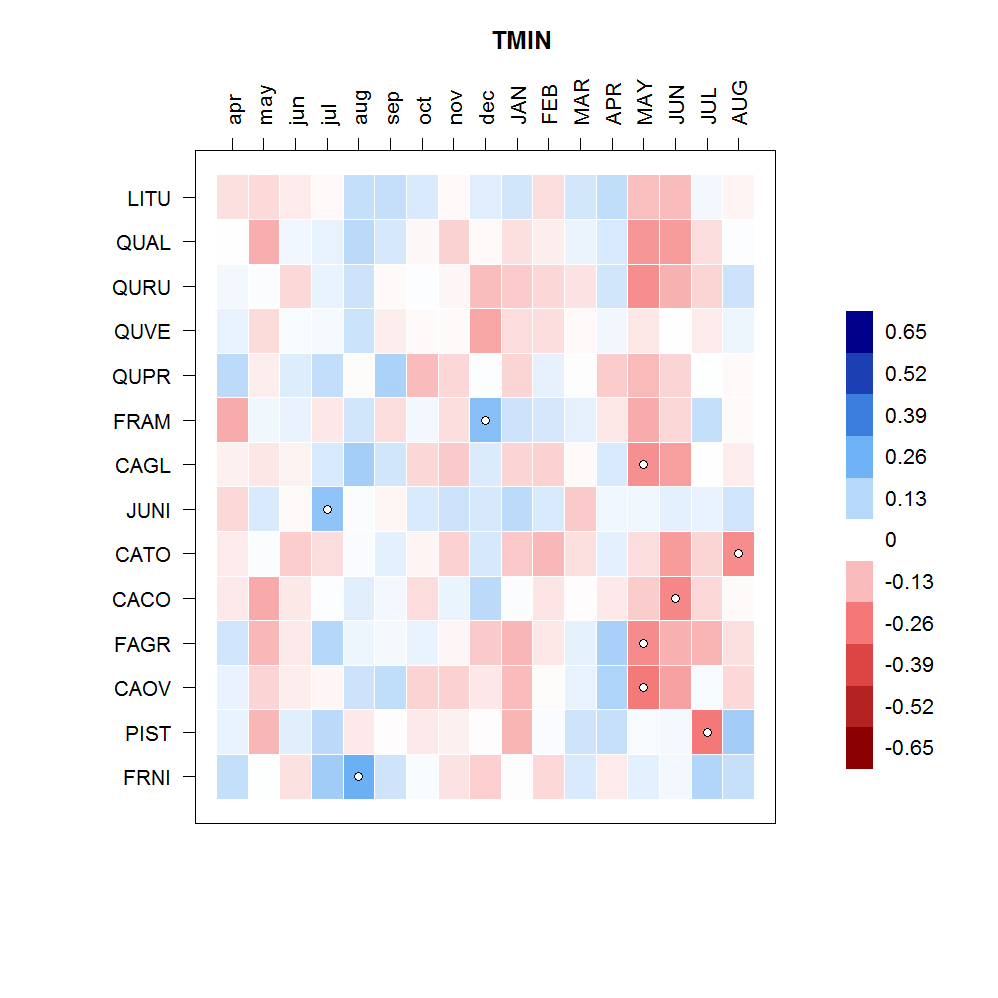 TMIN
apr may jun jul aug sep oct nov dec JAN FEB MAR APR MAY JUN JUL AUG
LITU
QUAL
QURU
QUVE
QUPR
FRAM
CAGL
JUNI
CATO
CACO
FAGR
CAOV
PIST
FRNI
0.65
0.52
0.39
0.26
0.13
0
-0.13
-0.26
-0.39
-0.52
-0.65